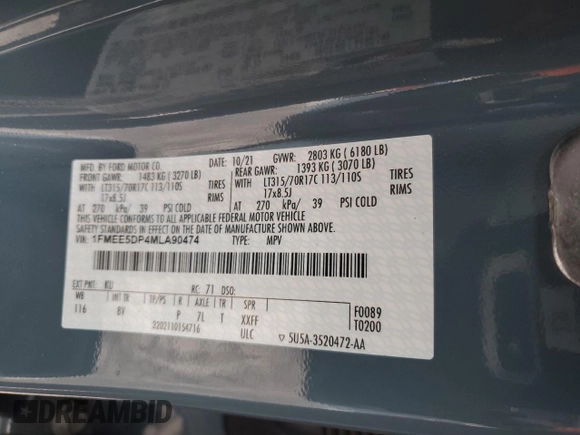 MFD. BY FORD MOTOR CO. DATE: 10/21 GVWR: 2803 KG ( 6180 LB)
FRONT GAWR: 1483 KG ( 3270 LB) REAR GAWR: 1393 KG ( 3070 LB)
LT315/70R17C 113/110S TIRES LT315/70R17C 113/110S TIRES
17x8.5J RIMS 17x8.5J RIMS
AT 270 kPa/ 39 PSI COLD AT 270 kPa/ 39 PSI COLD
THIS VEHICLE CONFORMS TO ALL APPLICABLE FEDERAL MOTOR VEHICLE
SAFETY STANDARDS IN EFFECT ON THE DATE OF MANUFACTURE SHOWN ABOVE.
VIN: 1FMEE5DP4MLA90474 TYPE: MPV
EXT PNT: KU RC: 71 DSO:
WB INT TR TP/PS R AXLE TR SPR
116 BV P 7L T XXFF F0089
3202110154716 ULC T0200
5U5A-3520472-AA
DREAMBID